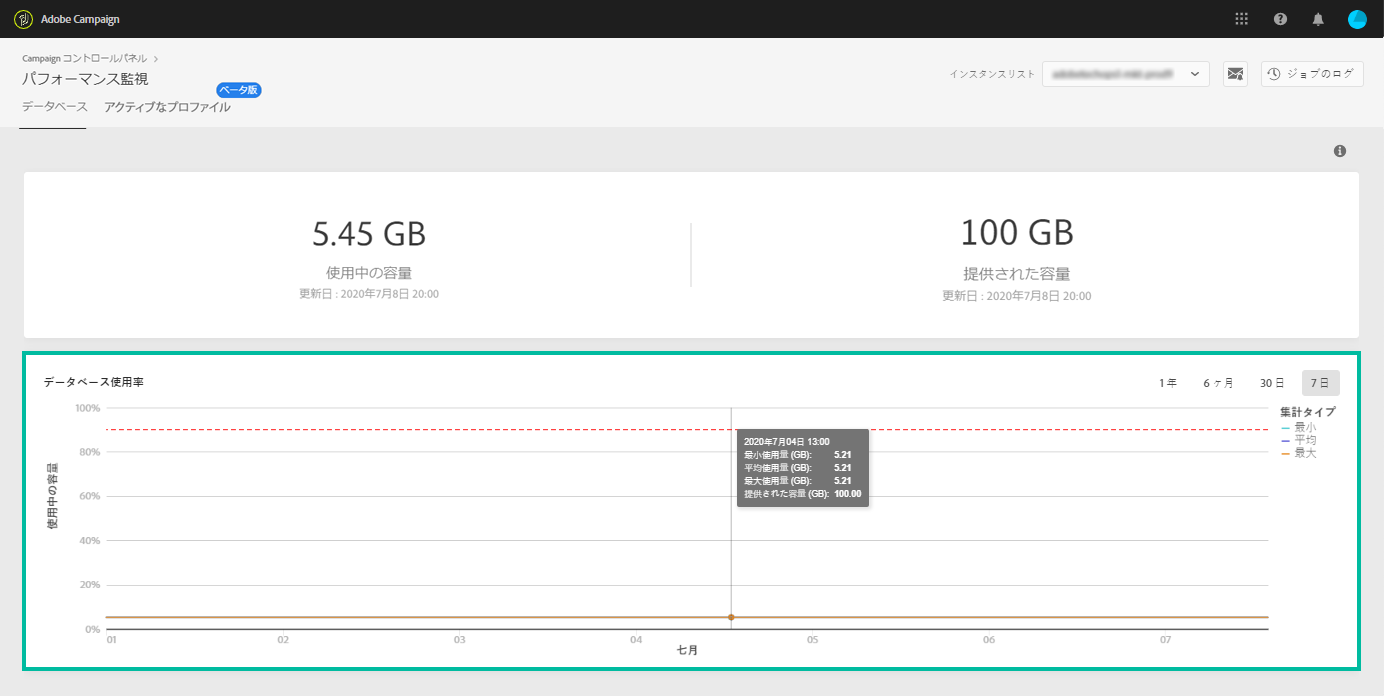 Adobe Campaign
Campaign コントロールパネル
パフォーマンス監視
インスタンスリスト
ジョブのログ
ベータ版
データベース アクティブなプロファイル
5.45 GB
使用中の容量
更新日 : 2020年7月8日 20:00
100 GB
提供された容量
更新日 : 2020年7月8日 20:00
データベース使用率
1 年 6 ヶ月 30 日 7 日
集計タイプ
最小
平均
最大
使用中の容量
100%
80%
60%
40%
20%
0%
2020年7月04日 13:00
最小使用量 (GB): 5.21
平均使用量 (GB): 5.21
最大使用量 (GB): 5.21
提供された容量 (GB): 100.00
01 02 03 04 05 06 07
七月